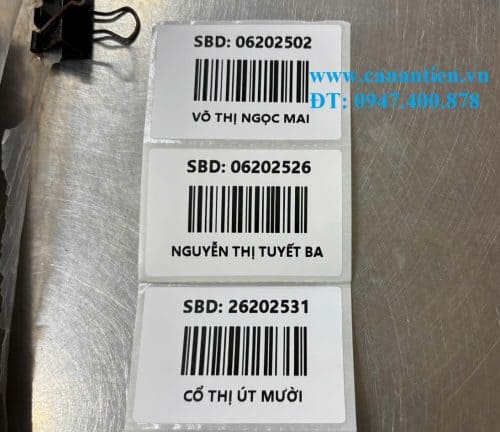 SBD: 06202502
VÕ THỊ NGỌC MAI
www.canantien.vn
ĐT: 0947.400.878
SBD: 06202526
NGUYỄN THỊ TUYẾT BA
SBD: 26202531
CỔ THỊ ÚT MƯỜI